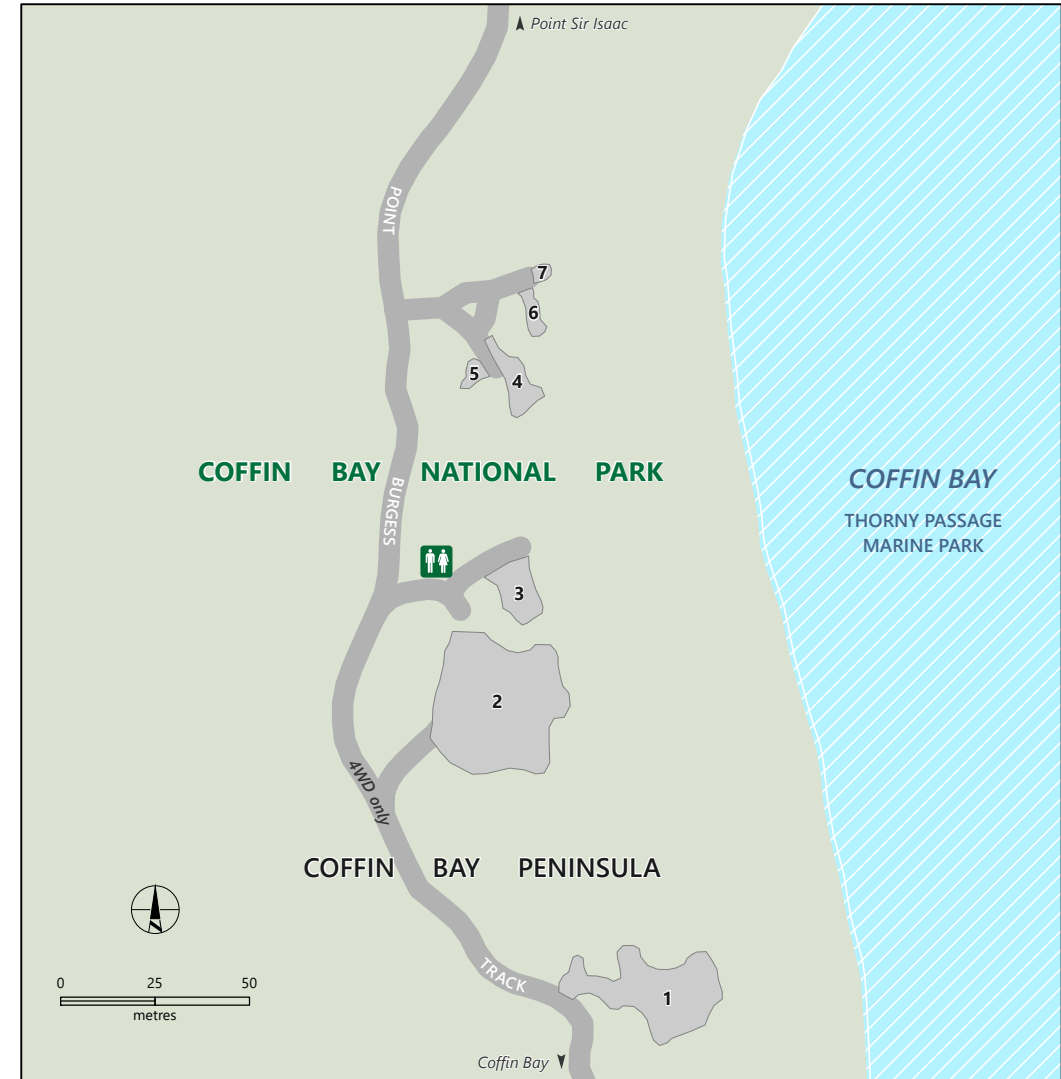 Point Sir Isaac
POINT
7
6
5
4
COFFIN BAY NATIONAL PARK
COFFIN BAY
THORNY PASSAGE
MARINE PARK
BURGESS
3
2
4WD only
COFFIN BAY PENINSULA
TRACK
1
0 25 50
metres
Coffin Bay